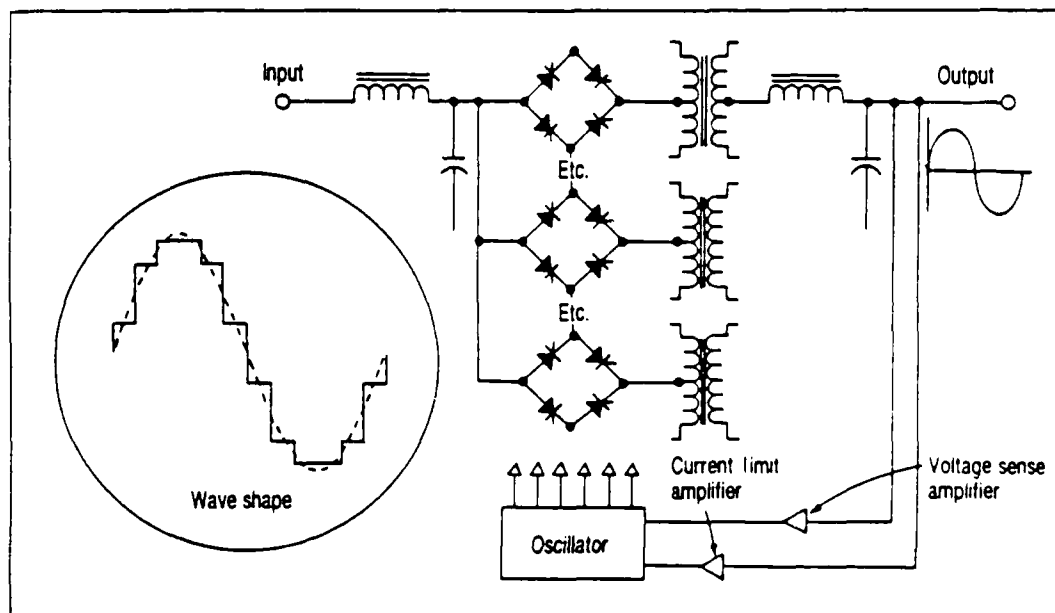 Input
Output
Etc.
Etc.
Wave shape
Current limit
amplifier
Voltage sense
amplifier
Oscillator